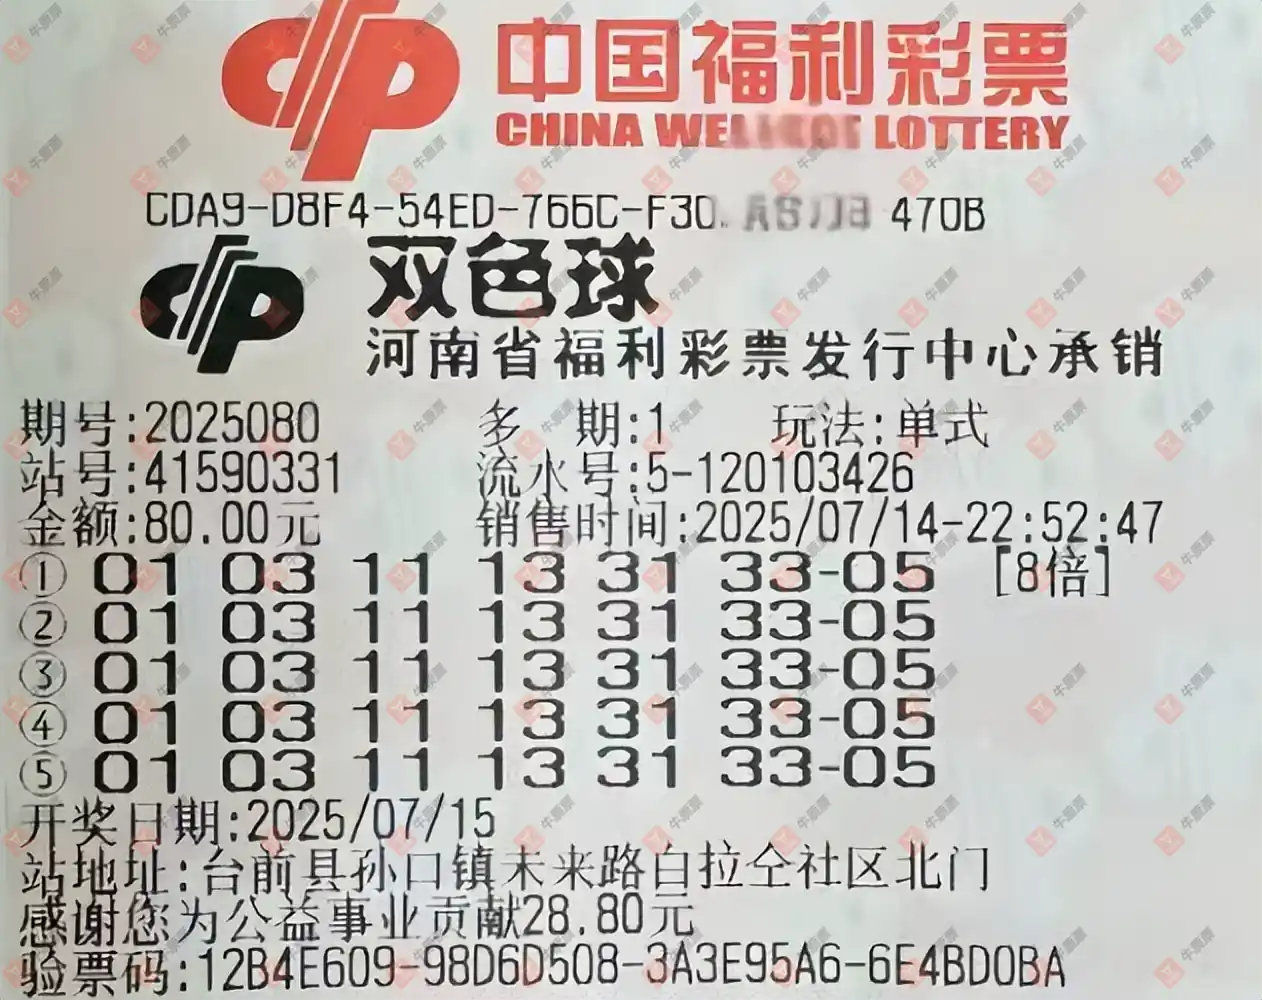 中国福利彩票
CHINA WELFARE LOTTERY
CDA9-D8F4-54ED-766C-F30 470B
双色球
河南省福利彩票发行中心承销
期号:2025080 多 期:1 玩法:单式
站号:41590331 流水号:5-120103426
金额:80.00元 销售时间:2025/07/14-22:52:47
① 01 03 11 13 31 33-05 [8倍]
② 01 03 11 13 31 33-05
③ 01 03 11 13 31 33-05
④ 01 03 11 13 31 33-05
⑤ 01 03 11 13 31 33-05
开奖日期:2025/07/15
站地址:台前县孙口镇未来路白拉仝社区北门
感谢您为公益事业贡献28.80元
验票码:12B4E609-98D6D508-3A3E95A6-6E4BD0BA